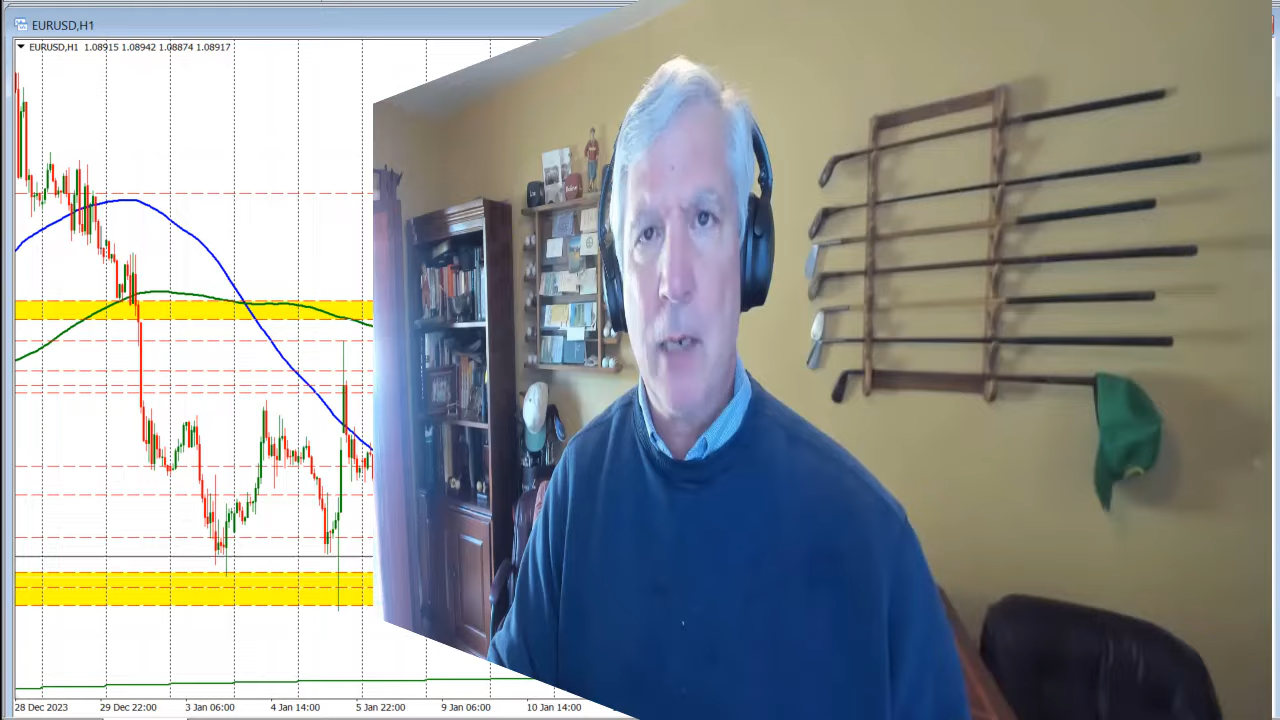 EURUSD,H1
EURUSD,H1 1.08915 1.08942 1.08874 1.08917
28 Dec 2023
29 Dec 22:00
3 Jan 06:00
4 Jan 14:00
5 Jan 22:00
9 Jan 06:00
10 Jan 14:00